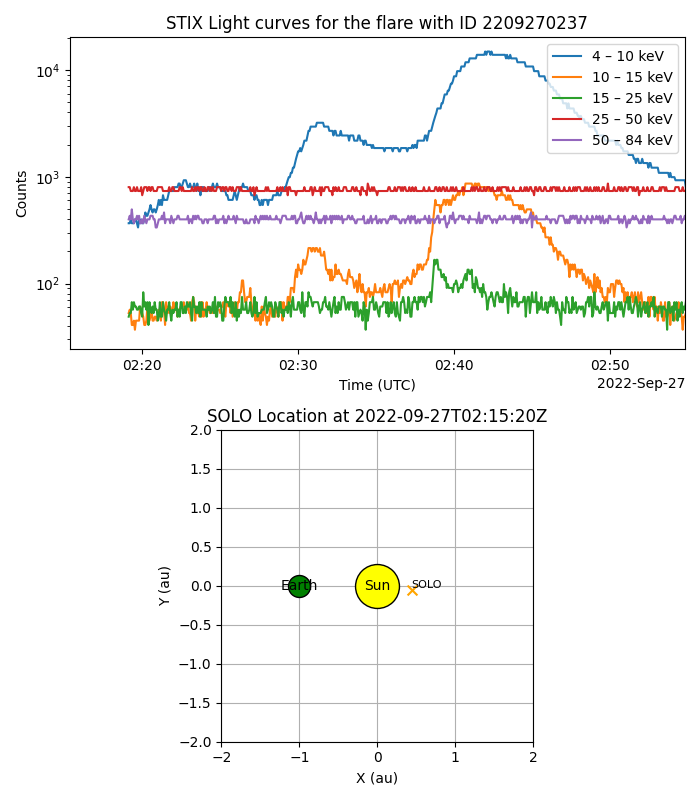 STIX Light curves for the flare with ID 2209270237
Counts
10⁴
10³
10²
4 – 10 keV
10 – 15 keV
15 – 25 keV
25 – 50 keV
50 – 84 keV
02:20 02:30 02:40 02:50
Time (UTC)
2022-Sep-27
SOLO Location at 2022-09-27T02:15:20Z
Y (au)
2.0
1.5
1.0
0.5
0.0
−0.5
−1.0
−1.5
−2.0
Earth Sun SOLO
−2 −1 0 1 2
X (au)